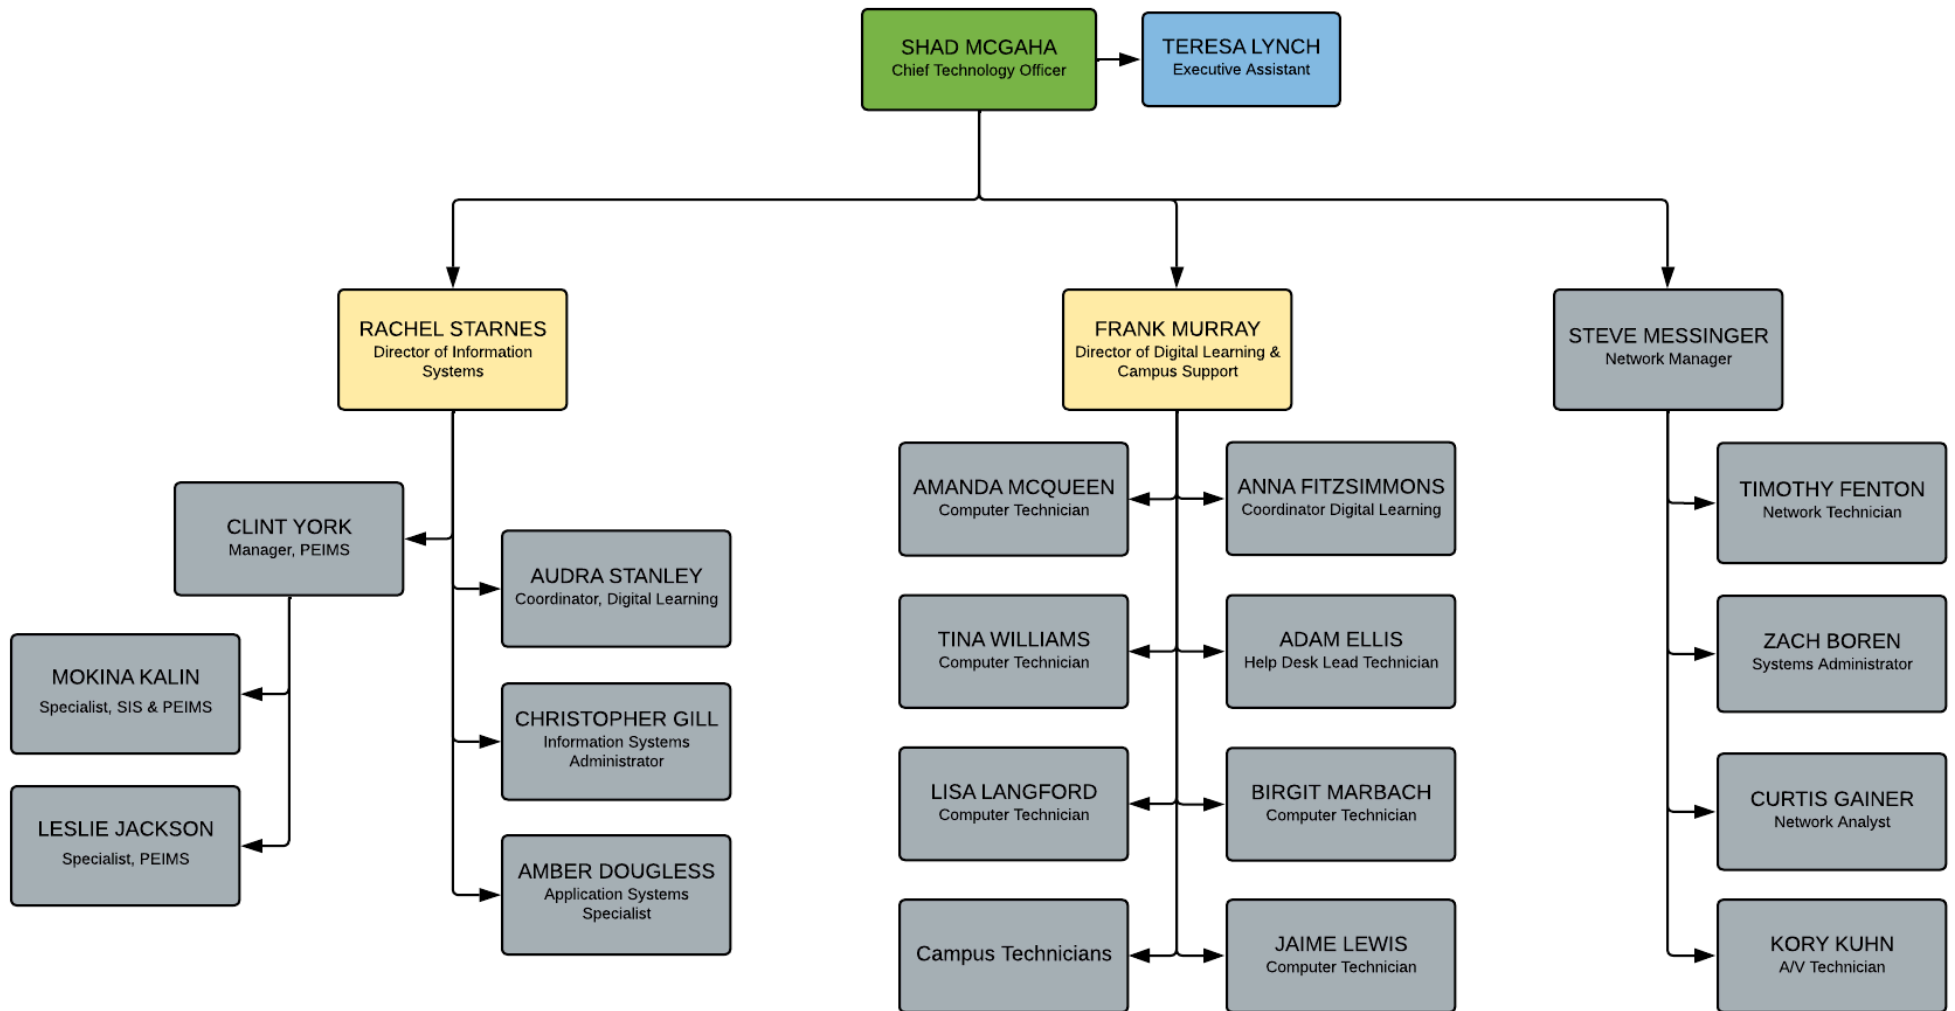 SHAD MCGAHA
Chief Technology Officer
TERESA LYNCH
Executive Assistant
RACHEL STARNES
Director of Information
Systems
FRANK MURRAY
Director of Digital Learning &
Campus Support
STEVE MESSINGER
Network Manager
CLINT YORK
Manager, PEIMS
MOKINA KALIN
Specialist, SIS & PEIMS
LESLIE JACKSON
Specialist, PEIMS
AUDRA STANLEY
Coordinator, Digital Learning
CHRISTOPHER GILL
Information Systems
Administrator
AMBER DOUGLESS
Application Systems
Specialist
AMANDA MCQUEEN
Computer Technician
ANNA FITZSIMMONS
Coordinator Digital Learning
TINA WILLIAMS
Computer Technician
ADAM ELLIS
Help Desk Lead Technician
LISA LANGFORD
Computer Technician
BIRGIT MARBACH
Computer Technician
Campus Technicians
JAIME LEWIS
Computer Technician
TIMOTHY FENTON
Network Technician
ZACH BOREN
Systems Administrator
CURTIS GAINER
Network Analyst
KORY KUHN
A/V Technician